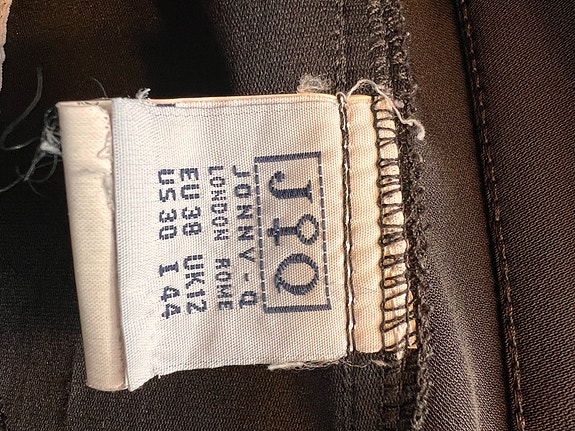 J&Q
JONNY-Q
LONDON ROME
EU38 UK12
US30 I44